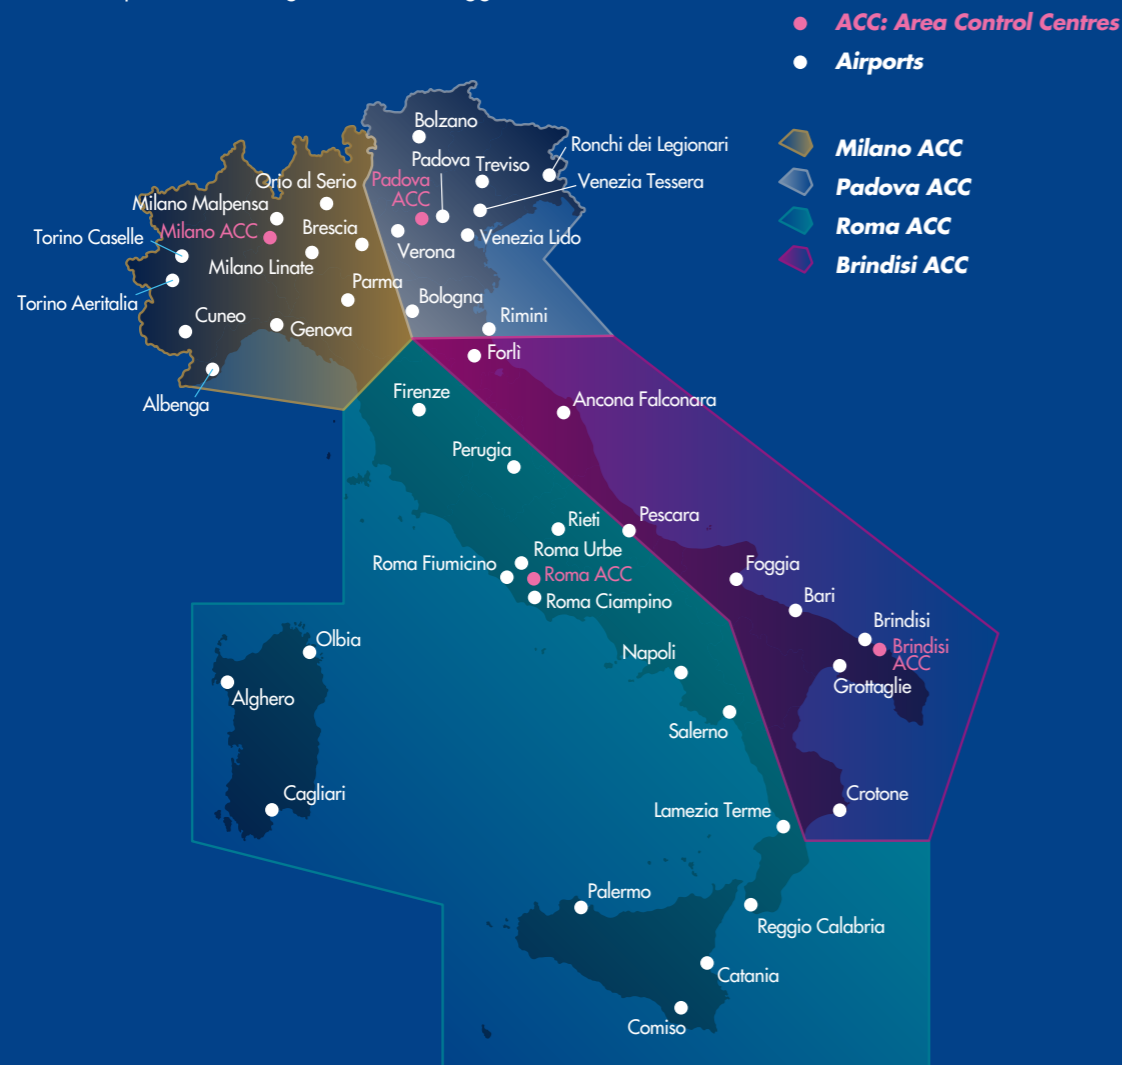 ACC: Area Control Centres
Airports
Milano ACC
Padova ACC
Roma ACC
Brindisi ACC
Bolzano
Ronchi dei Legionari
Padova
Treviso
Orio al Serio
Padova
ACC
Venezia Tessera
Milano Malpensa
Milano ACC
Brescia
Torino Caselle
Verona
Venezia Lido
Milano Linate
Parma
Torino Aeritalia
Bologna
Cuneo
Genova
Rimini
Forlì
Albenga
Firenze
Ancona Falconara
Perugia
Rieti
Pescara
Roma Urbe
Roma Fiumicino
Roma ACC
Foggia
Roma Ciampino
Bari
Brindisi
Olbia
Napoli
Brindisi
ACC
Alghero
Grottaglie
Salerno
Cagliari
Crotone
Lamezia Terme
Palermo
Reggio Calabria
Catania
Comiso